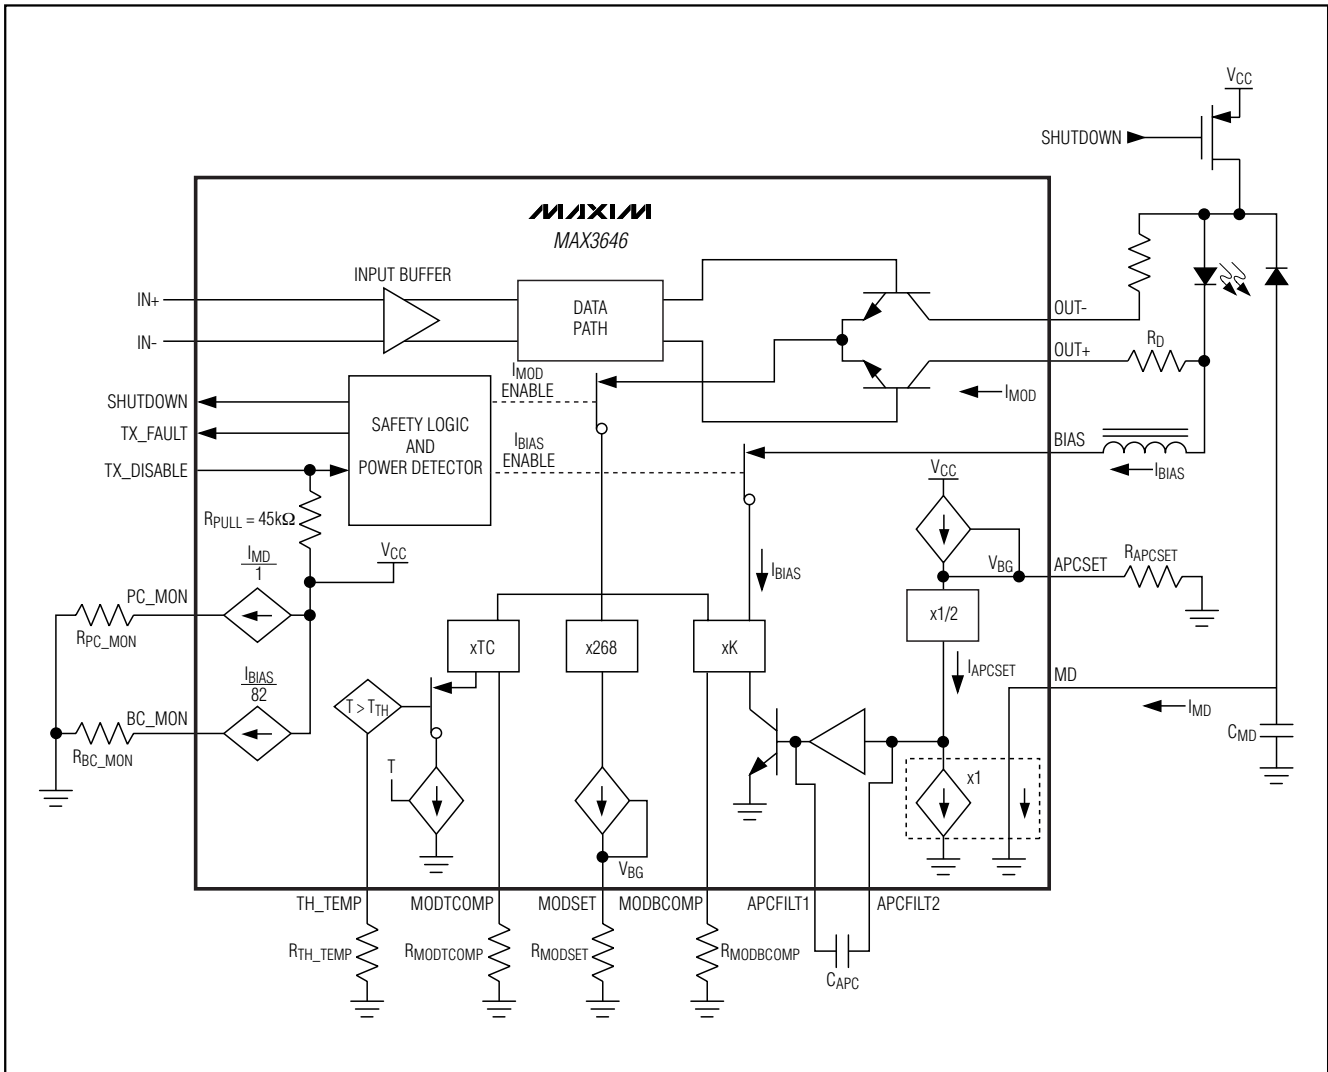 VCC
SHUTDOWN
MAXIM
MAX3646
INPUT BUFFER
IN+
IN-
DATA
PATH
OUT-
OUT+
RD
IMOD
IMOD
ENABLE
SHUTDOWN
TX_FAULT
TX_DISABLE
SAFETY LOGIC
AND
POWER DETECTOR
IBIAS
ENABLE
BIAS
IBIAS
VCC
RPULL = 45kΩ
VCC
IMD
1
PC_MON
RPC_MON
IBIAS
VBG
APCSET
RAPCSET
xTC
x268
xK
x1/2
IAPCSET
MD
IMD
CMD
IBIAS
82
BC_MON
RBC_MON
T > TTH
T
VBG
x1
TH_TEMP
MODTCOMP
MODSET
MODBCOMP
APCFILT1
APCFILT2
RTH_TEMP
RMODTCOMP
RMODSET
RMODBCOMP
CAPC